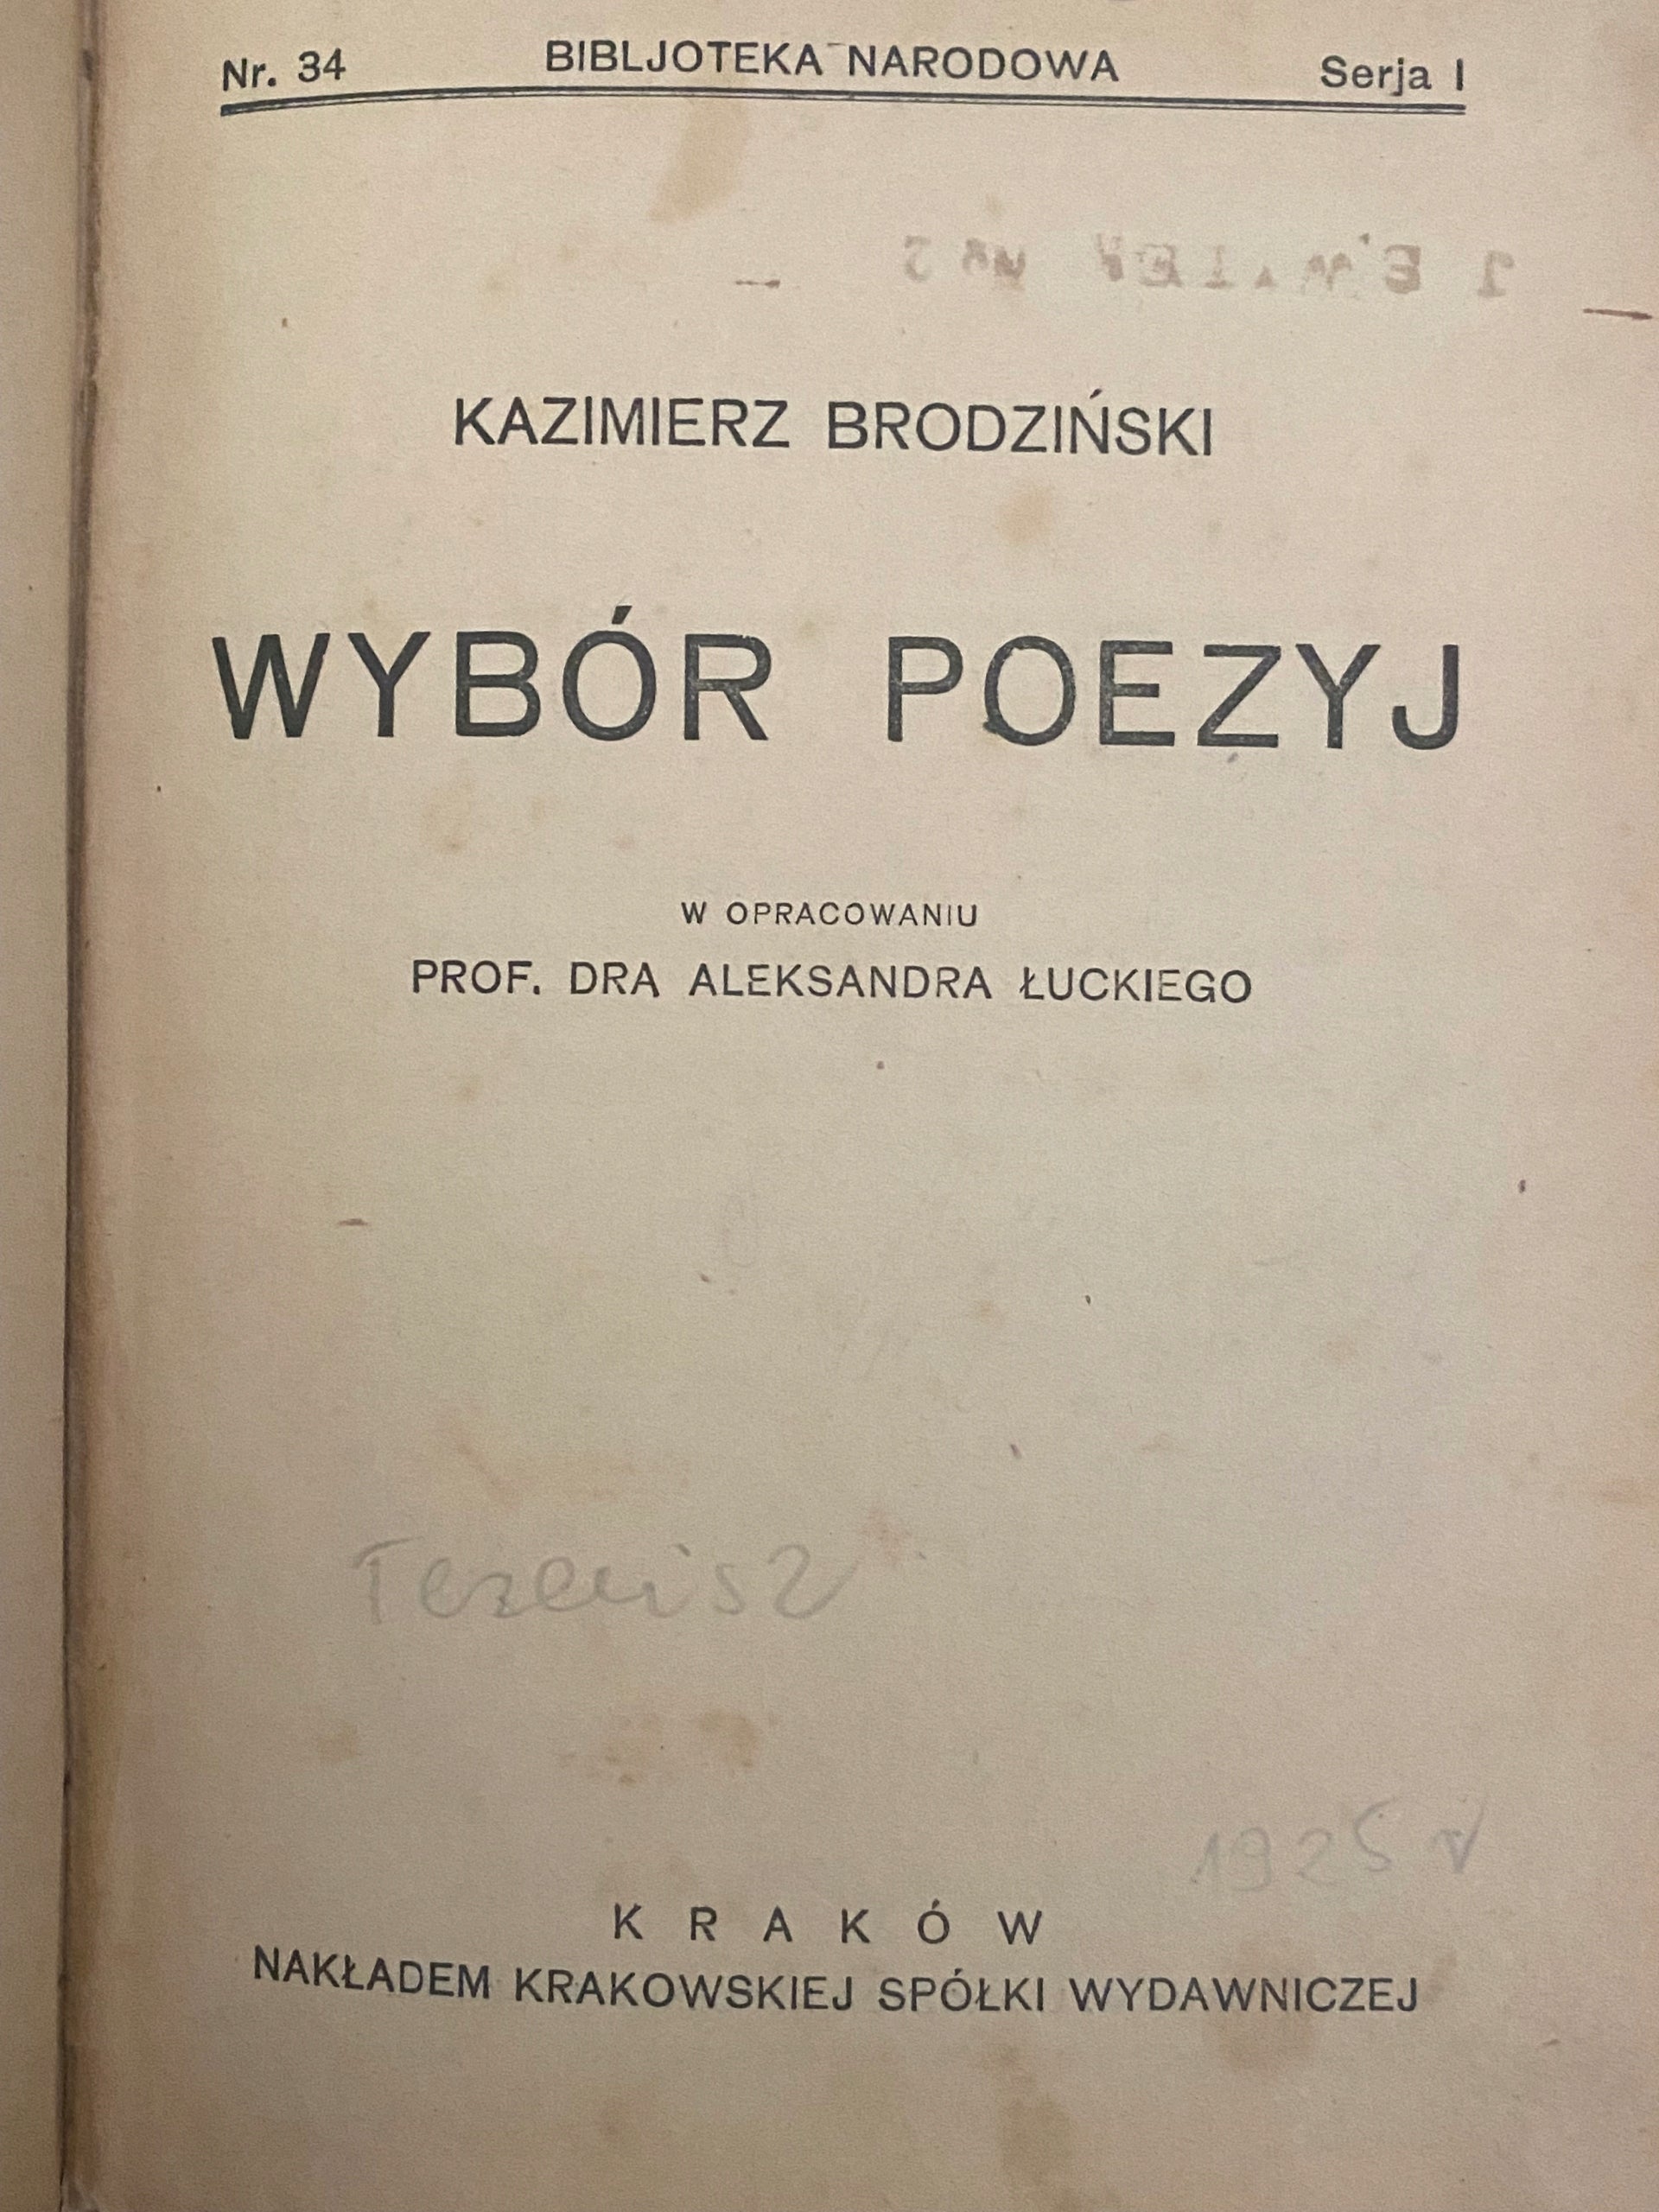 Nr. 34 BIBLJOTEKA NARODOWA Serja I
KAZIMIERZ BRODZIŃSKI
WYBÓR POEZYJ
W OPRACOWANIU
PROF. DRA ALEKSANDRA ŁUCKIEGO
1925 r
KRAKÓW
NAKŁADEM KRAKOWSKIEJ SPÓŁKI WYDAWNICZEJ